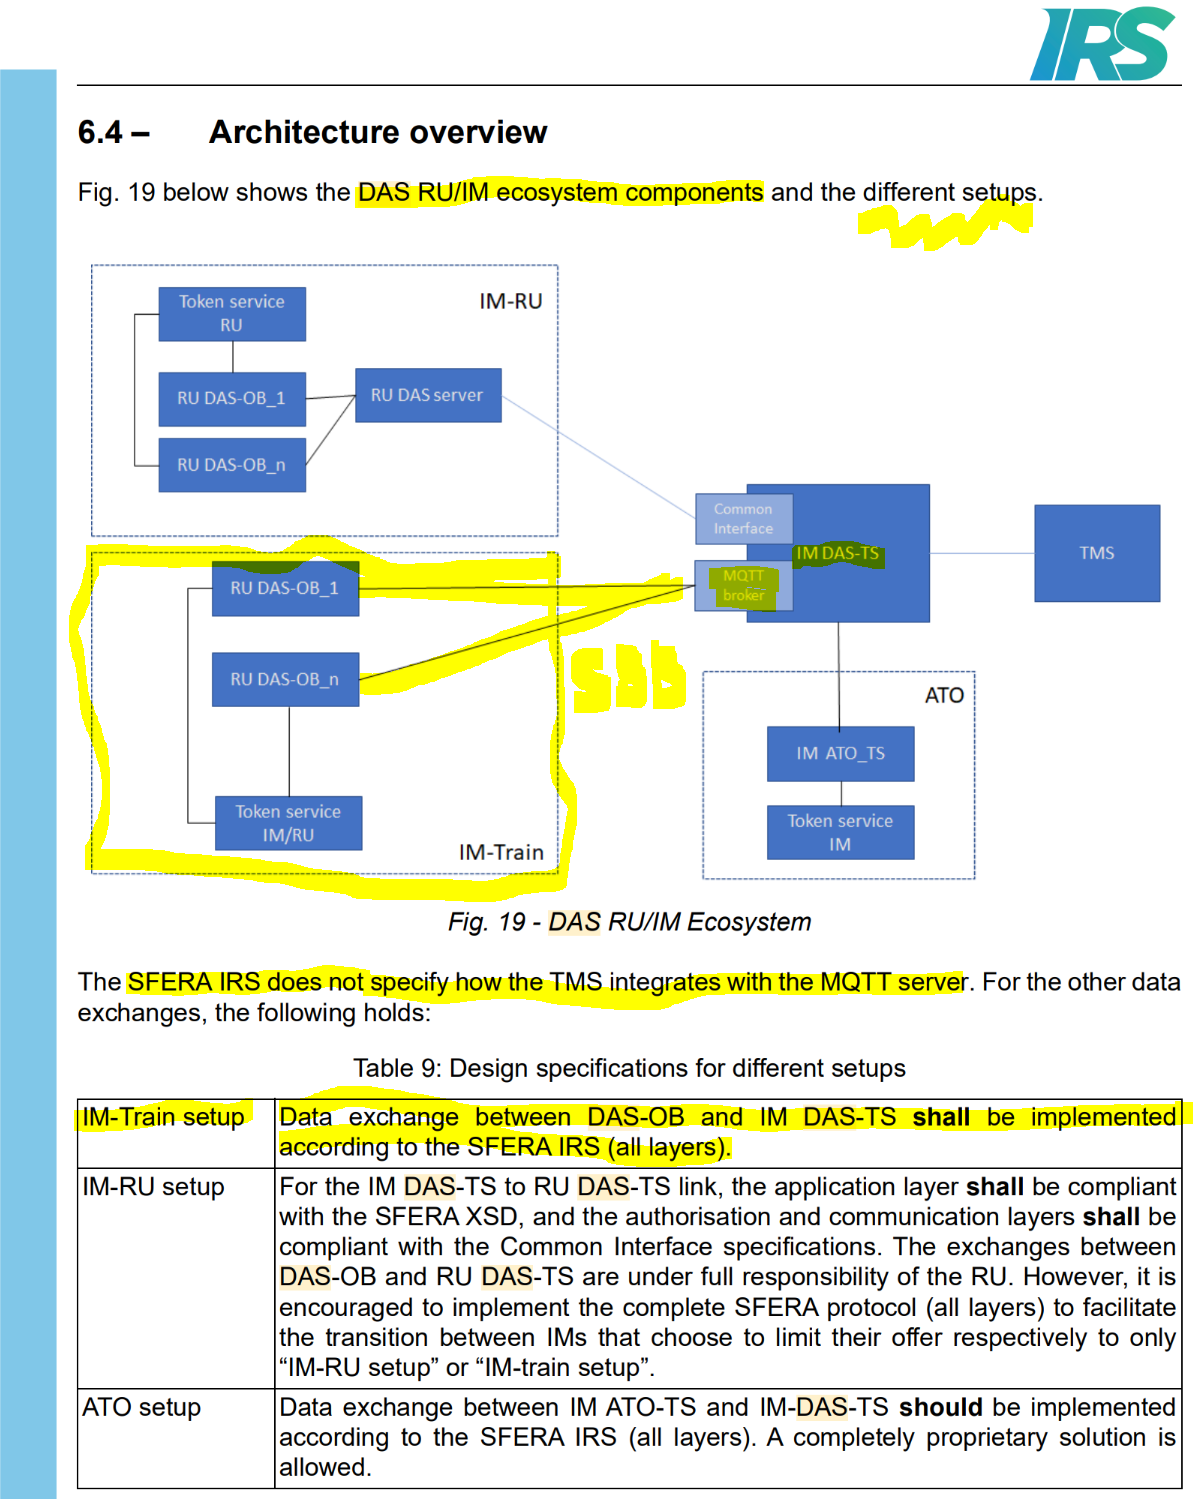 IRS
6.4 – Architecture overview
Fig. 19 below shows the DAS RU/IM ecosystem components and the different setups.
IM-RU
Token service
RU
RU DAS-OB_1
RU DAS server
RU DAS-OB_n
Common
Interface
IM DAS-TS
TMS
MQTT
broker
RU DAS-OB_1
RU DAS-OB_n
SBB
ATO
IM ATO_TS
Token service
IM/RU
Token service
IM
IM-Train
Fig. 19 - DAS RU/IM Ecosystem
The SFERA IRS does not specify how the TMS integrates with the MQTT server. For the other data
exchanges, the following holds:
Table 9: Design specifications for different setups
IM-Train setup
Data exchange between DAS-OB and IM DAS-TS shall be implemented
according to the SFERA IRS (all layers).
IM-RU setup
For the IM DAS-TS to RU DAS-TS link, the application layer shall be compliant
with the SFERA XSD, and the authorisation and communication layers shall be
compliant with the Common Interface specifications. The exchanges between
DAS-OB and RU DAS-TS are under full responsibility of the RU. However, it is
encouraged to implement the complete SFERA protocol (all layers) to facilitate
the transition between IMs that choose to limit their offer respectively to only
“IM-RU setup” or “IM-train setup”.
ATO setup
Data exchange between IM ATO-TS and IM-DAS-TS should be implemented
according to the SFERA IRS (all layers). A completely proprietary solution is
allowed.